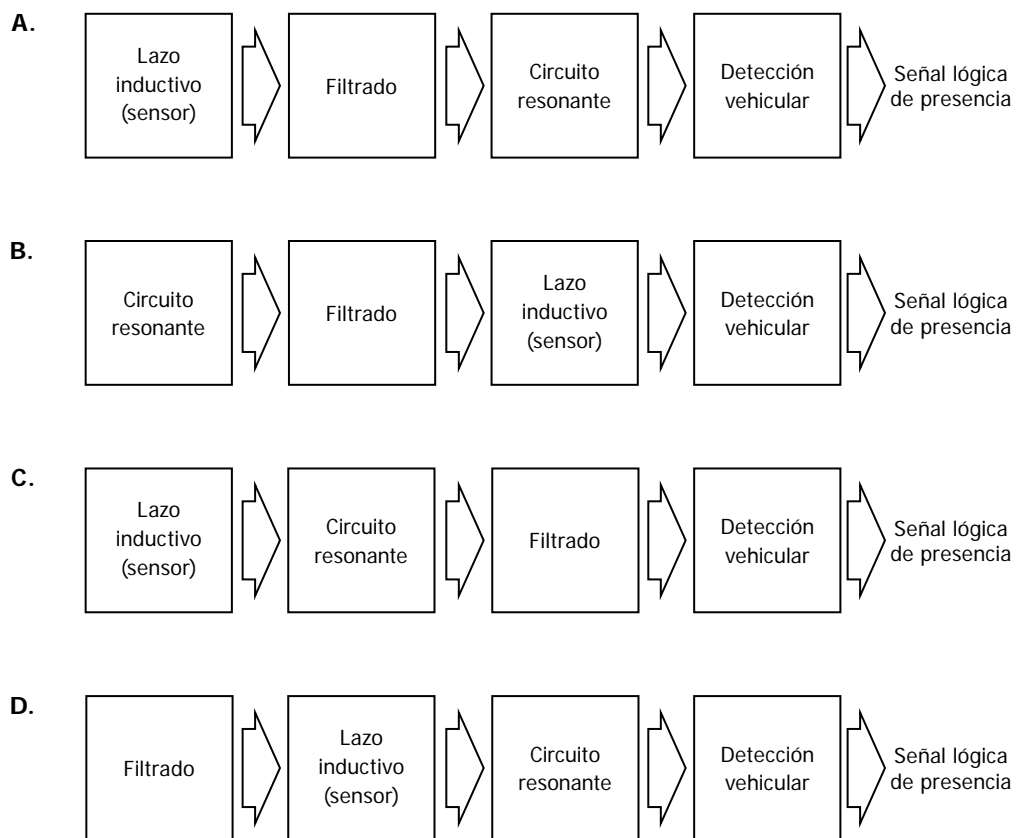 A.
Lazo
inductivo
(sensor)
Filtrado
Circuito
resonante
Detección
vehicular
Señal lógica
de presencia
B.
Circuito
resonante
Filtrado
Lazo
inductivo
(sensor)
Detección
vehicular
Señal lógica
de presencia
C.
Lazo
inductivo
(sensor)
Circuito
resonante
Filtrado
Detección
vehicular
Señal lógica
de presencia
D.
Filtrado
Lazo
inductivo
(sensor)
Circuito
resonante
Detección
vehicular
Señal lógica
de presencia